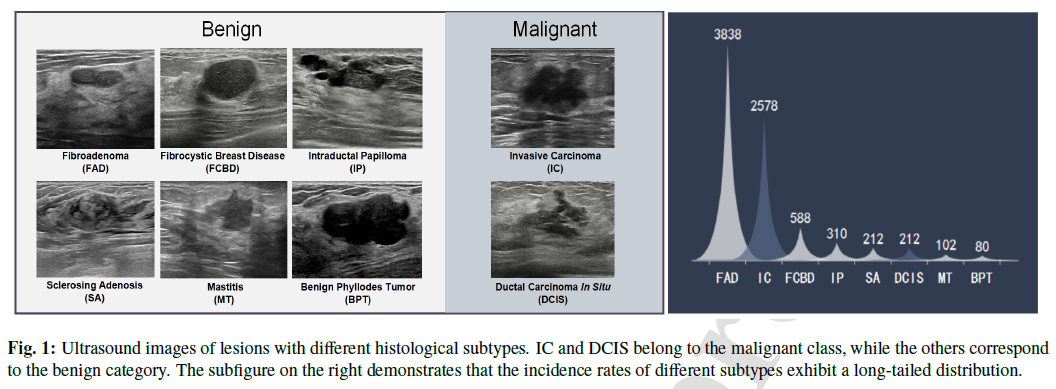 Benign
Malignant
Fibroadenoma
(FAD)
Fibrocystic Breast Disease
(FCBD)
Intraductal Papilloma
(IP)
Invasive Carcinoma
(IC)
Sclerosing Adenosis
(SA)
Mastitis
(MT)
Benign Phyllodes Tumor
(BPT)
Ductal Carcinoma In Situ
(DCIS)
3838
2578
588
310
212
212
102
80
FAD IC FCBD IP SA DCIS MT BPT
Fig. 1: Ultrasound images of lesions with different histological subtypes. IC and DCIS belong to the malignant class, while the others correspond
to the benign category. The subfigure on the right demonstrates that the incidence rates of different subtypes exhibit a long-tailed distribution.